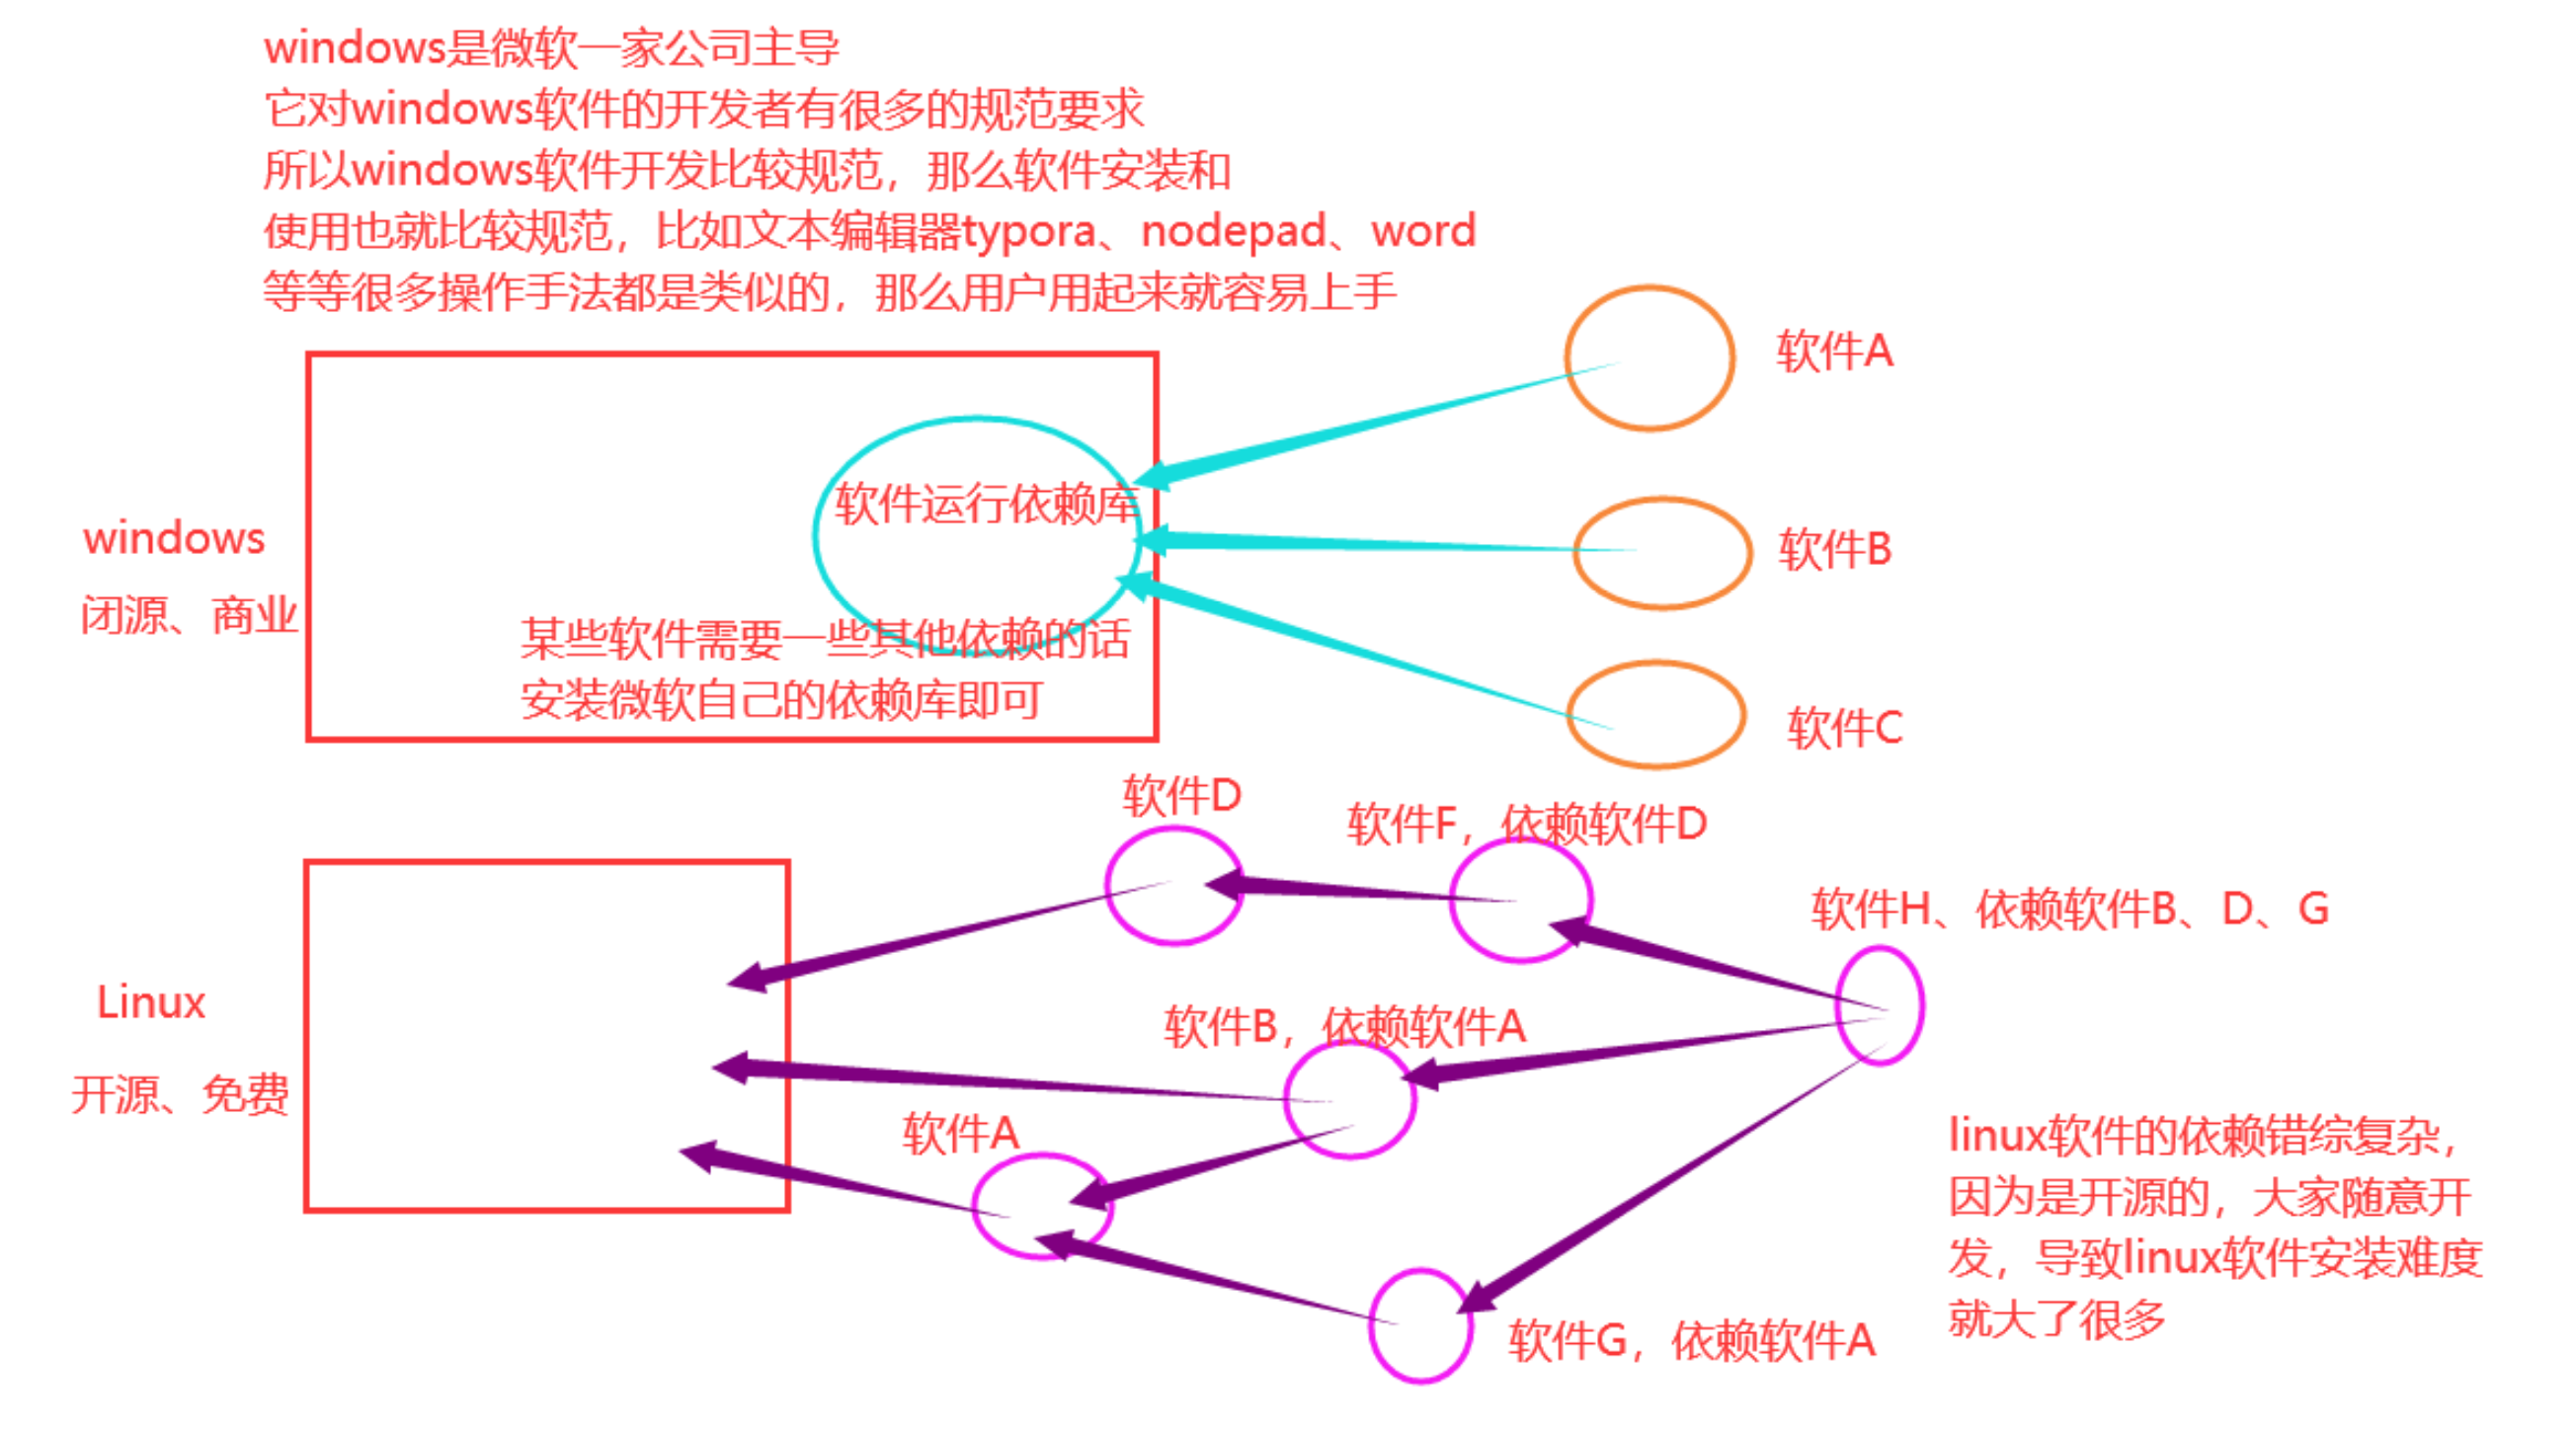 windows是微软一家公司主导
它对windows软件的开发者有很多的规范要求
所以windows软件开发比较规范，那么软件安装和
使用也就比较规范，比如文本编辑器typora、nodepad、word
等等很多操作手法都是类似的，那么用户用起来就容易上手
软件A
软件运行依赖库
windows
软件B
闭源、商业
某些软件需要一些其他依赖的话
安装微软自己的依赖库即可
软件C
软件D
软件F，依赖软件D
软件H、依赖软件B、D、G
Linux
软件B，依赖软件A
开源、免费
软件A
linux软件的依赖错综复杂，
因为是开源的，大家随意开
发，导致linux软件安装难度
就大了很多
软件G，依赖软件A